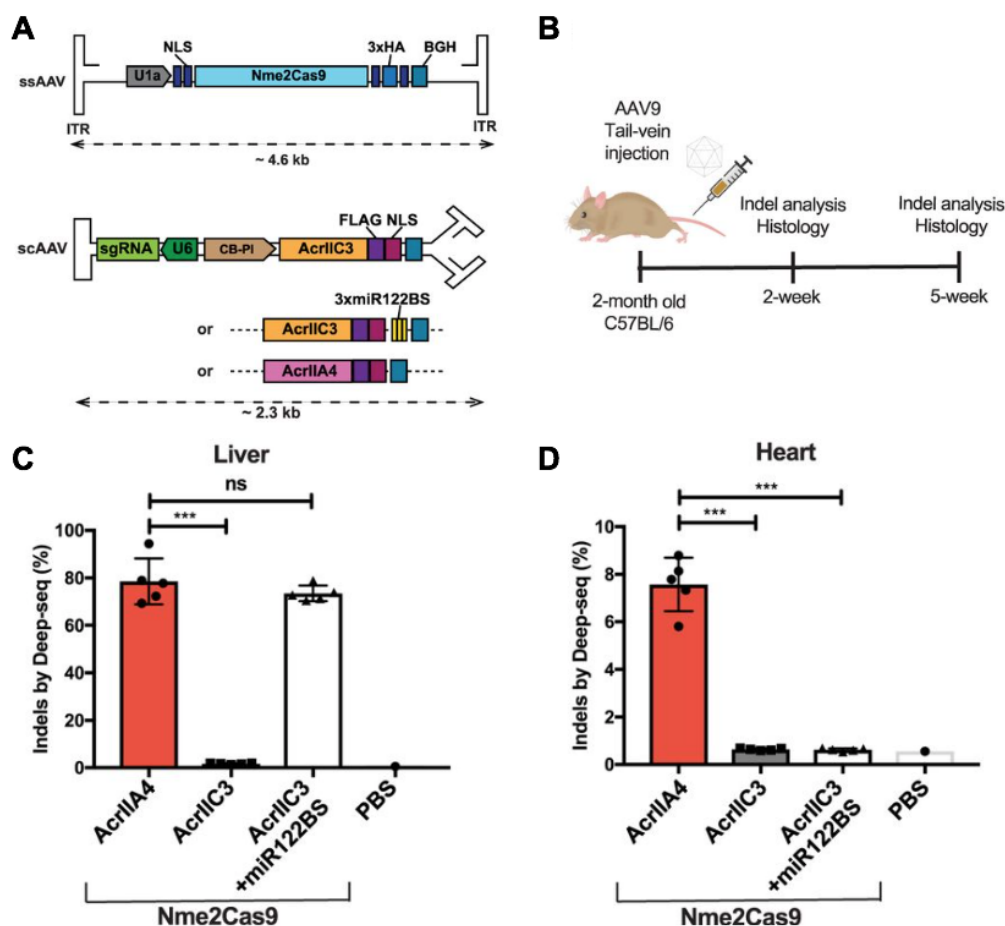 A
NLS
3xHA
BGH
ssAAV
U1a
Nme2Cas9
ITR
ITR
~ 4.6 kb
FLAG NLS
scAAV
sgRNA
U6
CB-PI
AcrIIC3
3xmiR122BS
or
AcrIIC3
or
AcrIIA4
~ 2.3 kb
B
AAV9
Tail-vein
injection
Indel analysis
Histology
Indel analysis
Histology
2-month old
C57BL/6
2-week
5-week
C
Liver
ns
***
Indels by Deep-seq (%)
100
80
60
40
20
0
AcrIIA4
AcrIIC3
AcrIIC3
+miR122BS
PBS
Nme2Cas9
D
Heart
***
***
Indels by Deep-seq (%)
10
8
6
4
2
0
AcrIIA4
AcrIIC3
AcrIIC3
+miR122BS
PBS
Nme2Cas9